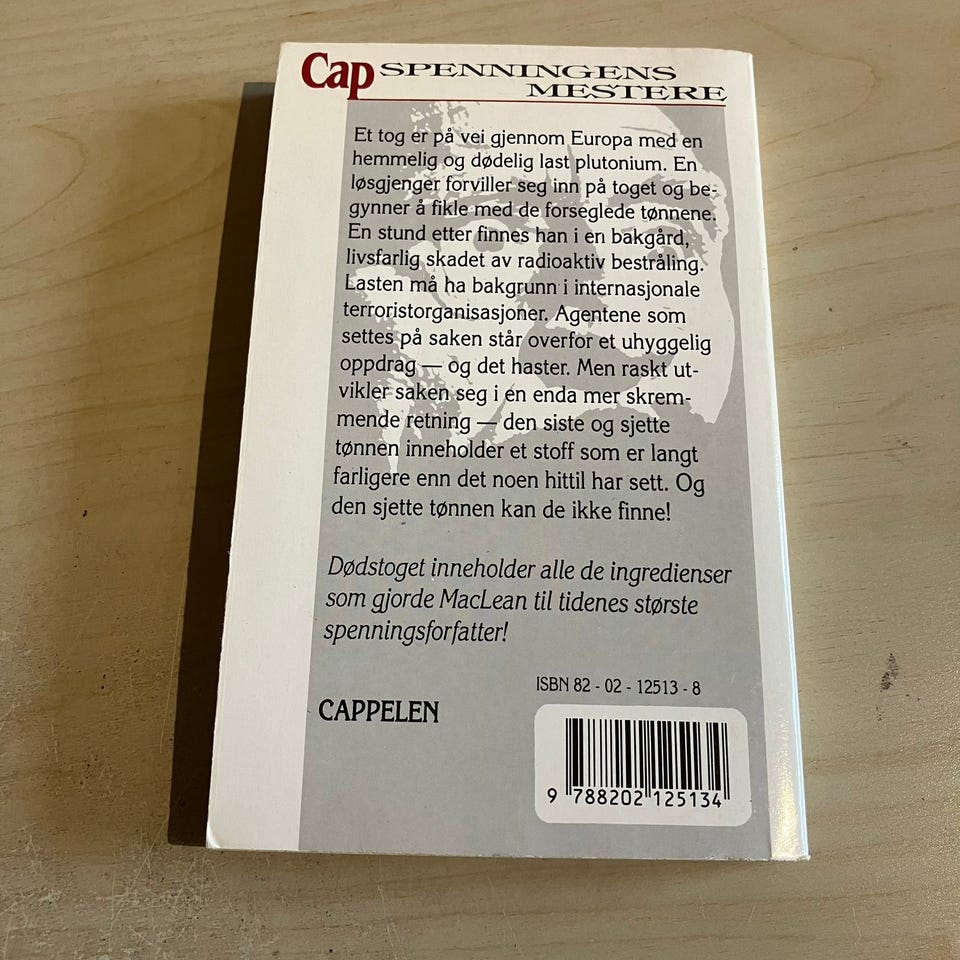 Cap SPENNINGENS
MESTERE
Et tog er på vei gjennom Europa med en
hemmelig og dødelig last plutonium. En
løsgjenger forviller seg inn på toget og be-
gynner å fikle med de forseglede tønnene.
En stund etter finnes han i en bakgård,
livsfarlig skadet av radioaktiv bestråling.
Lasten må ha bakgrunn i internasjonale
terroristorganisasjoner. Agentene som
settes på saken står overfor et uhyggelig
oppdrag — og det haster. Men raskt ut-
vikler saken seg i en enda mer skrem-
mende retning — den siste og sjette
tønnen inneholder et stoff som er langt
farligere enn det noen hittil har sett. Og
den sjette tønnen kan de ikke finne!
Dødstoget inneholder alle de ingredienser
som gjorde MacLean til tidenes største
spenningsforfatter!
ISBN 82 - 02 - 12513 - 8
CAPPELEN
9 788202 125134